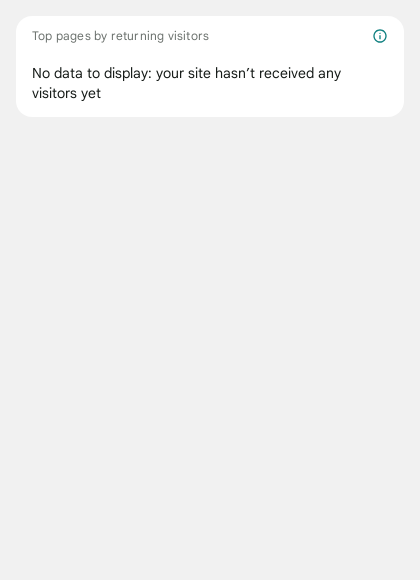 Top pages by returning visitors
No data to display: your site hasn’t received any
visitors yet